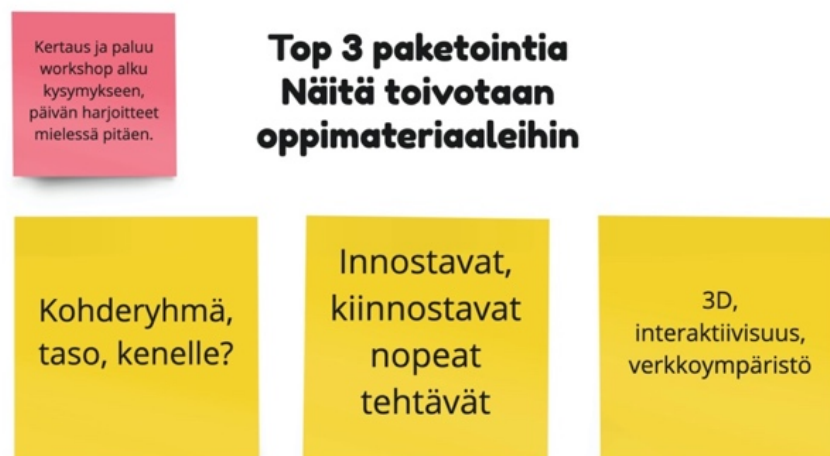 Kertaus ja paluu
workshop alku
kysymykseen,
päivän harjoitteet
mielessä pitäen.
Top 3 paketointia
Näitä toivotaan
oppimateriaaleihin
Kohderyhmä,
taso, kenelle?
Innostavat,
kiinnostavat
nopeat
tehtävät
3D,
interaktiivisuus,
verkkoympäristö